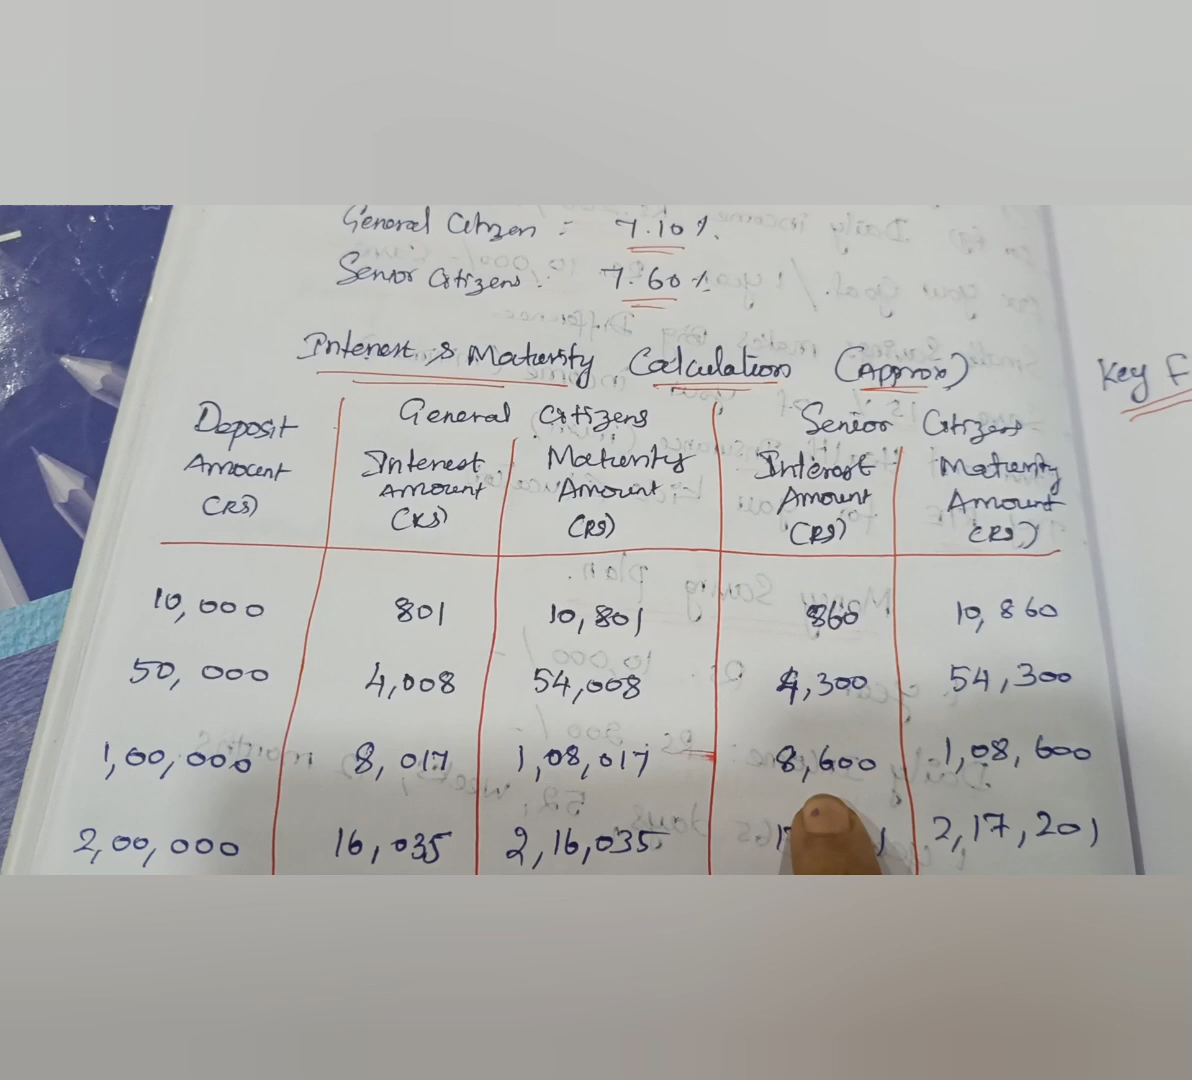 General Citizen : 7.10%.
Senior Citizens : 7.60%
Interest & Maturity Calculation (Approx)
Key F
Deposit Amount (RS)
General Citizens
Senior Citizens
Interest Amount (RS)
Maturity Amount (RS)
Interest Amount (RS)
Maturity Amount (RS)
10,000 801 10,801 860 10,860
50,000 4,008 54,008 4,300 54,300
1,00,000 8,017 1,08,017 8,600 1,08,600
2,00,000 16,035 2,16,035 2,17,201